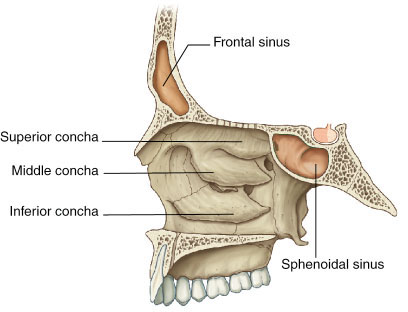 Frontal sinus
Superior concha
Middle concha
Inferior concha
Sphenoidal sinus